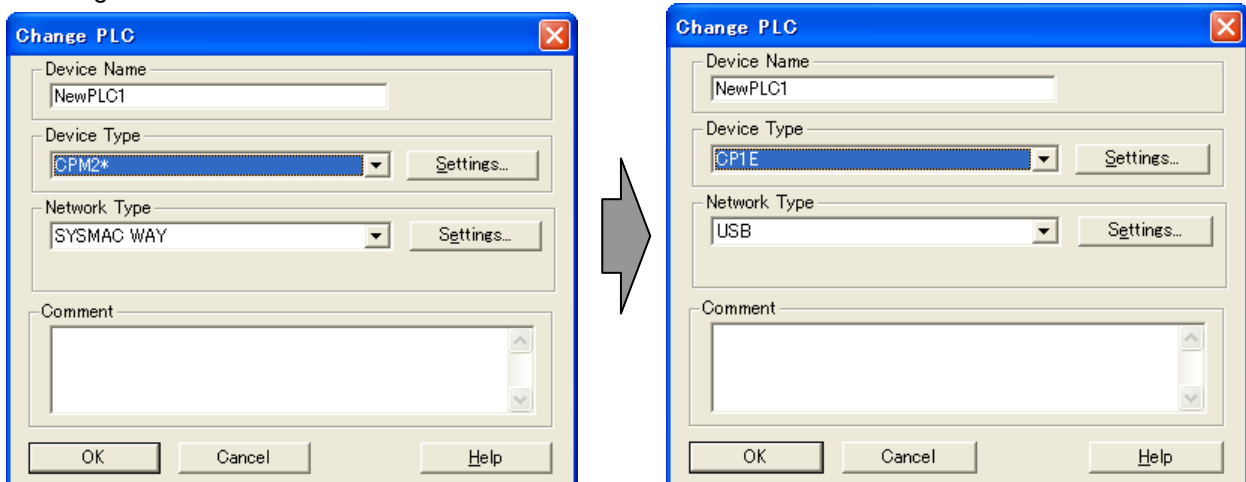 Change PLC
Device Name
NewPLC1
Device Type
CPM2*
Settings...
Network Type
SYSMAC WAY
Settings...
Comment
OK
Cancel
Help
Change PLC
Device Name
NewPLC1
Device Type
CP1E
Settings...
Network Type
USB
Settings...
Comment
OK
Cancel
Help